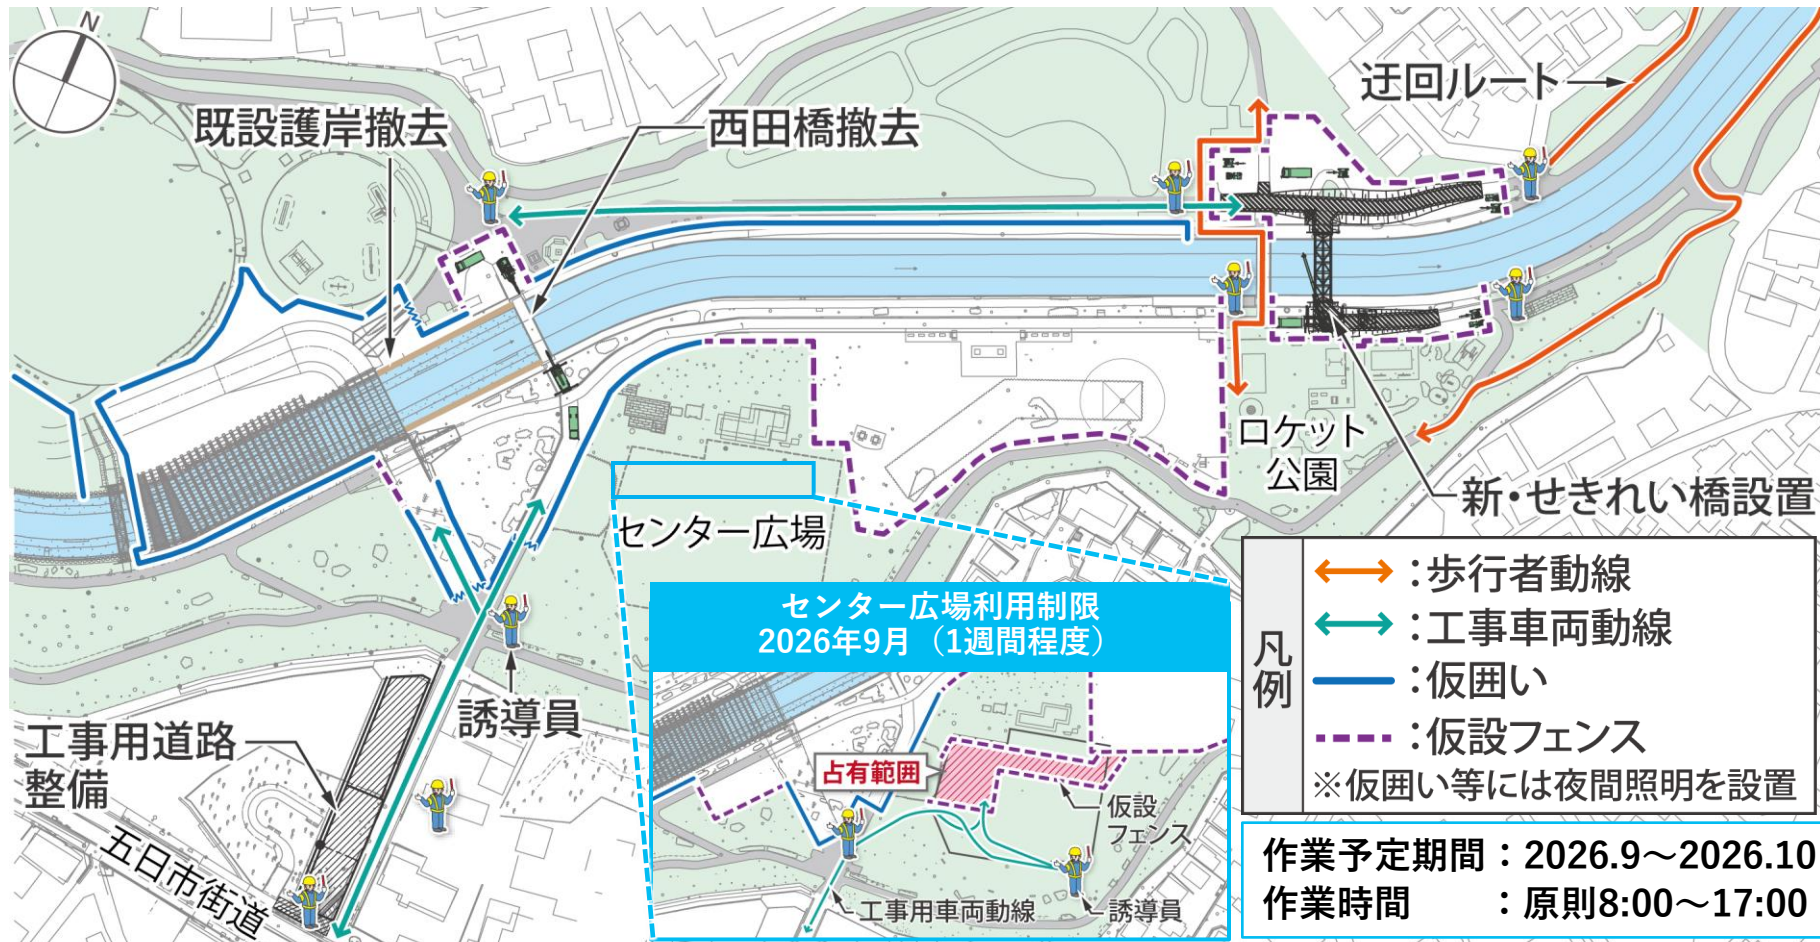 N
迂回ルート
既設護岸撤去
西田橋撤去
ロケット
公園
新・せきれい橋設置
センター広場
誘導員
工事用道路
整備
五日市街道
センター広場利用制限
2026年9月（1週間程度）
占有範囲
仮設
フェンス
工事用車両動線
誘導員
凡例
：歩行者動線
：工事車両動線
：仮囲い
：仮設フェンス
※仮囲い等には夜間照明を設置
作業予定期間：2026.9～2026.10
作業時間　　：原則8:00～17:00